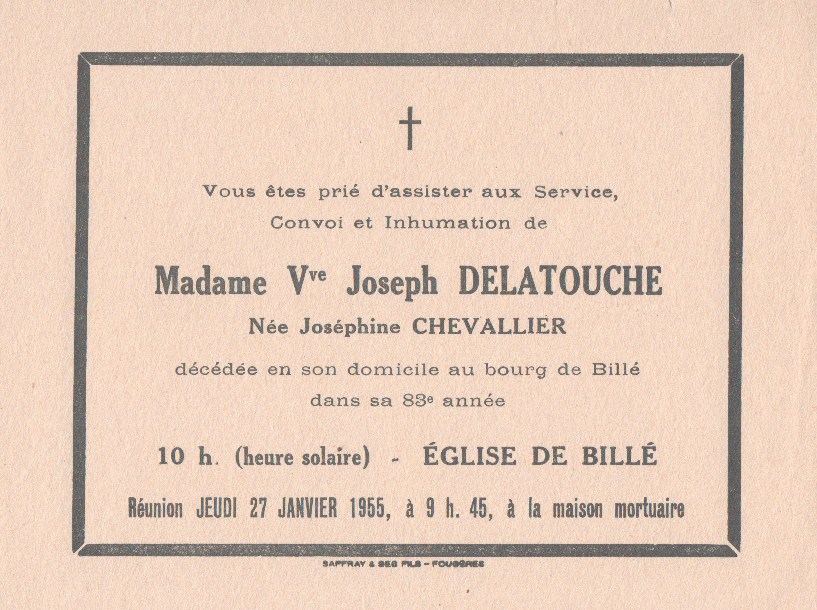 Vous êtes prié d'assister aux Service,
Convoi et Inhumation de
Madame Vve Joseph DELATOUCHE
Née Joséphine CHEVALLIER
décédée en son domicile au bourg de Billé
dans sa 83e année
10 h. (heure solaire) - ÉGLISE DE BILLÉ
Réunion JEUDI 27 JANVIER 1955, à 9 h. 45, à la maison mortuaire
SAFFRAY & SES FILS – FOUGÈRES